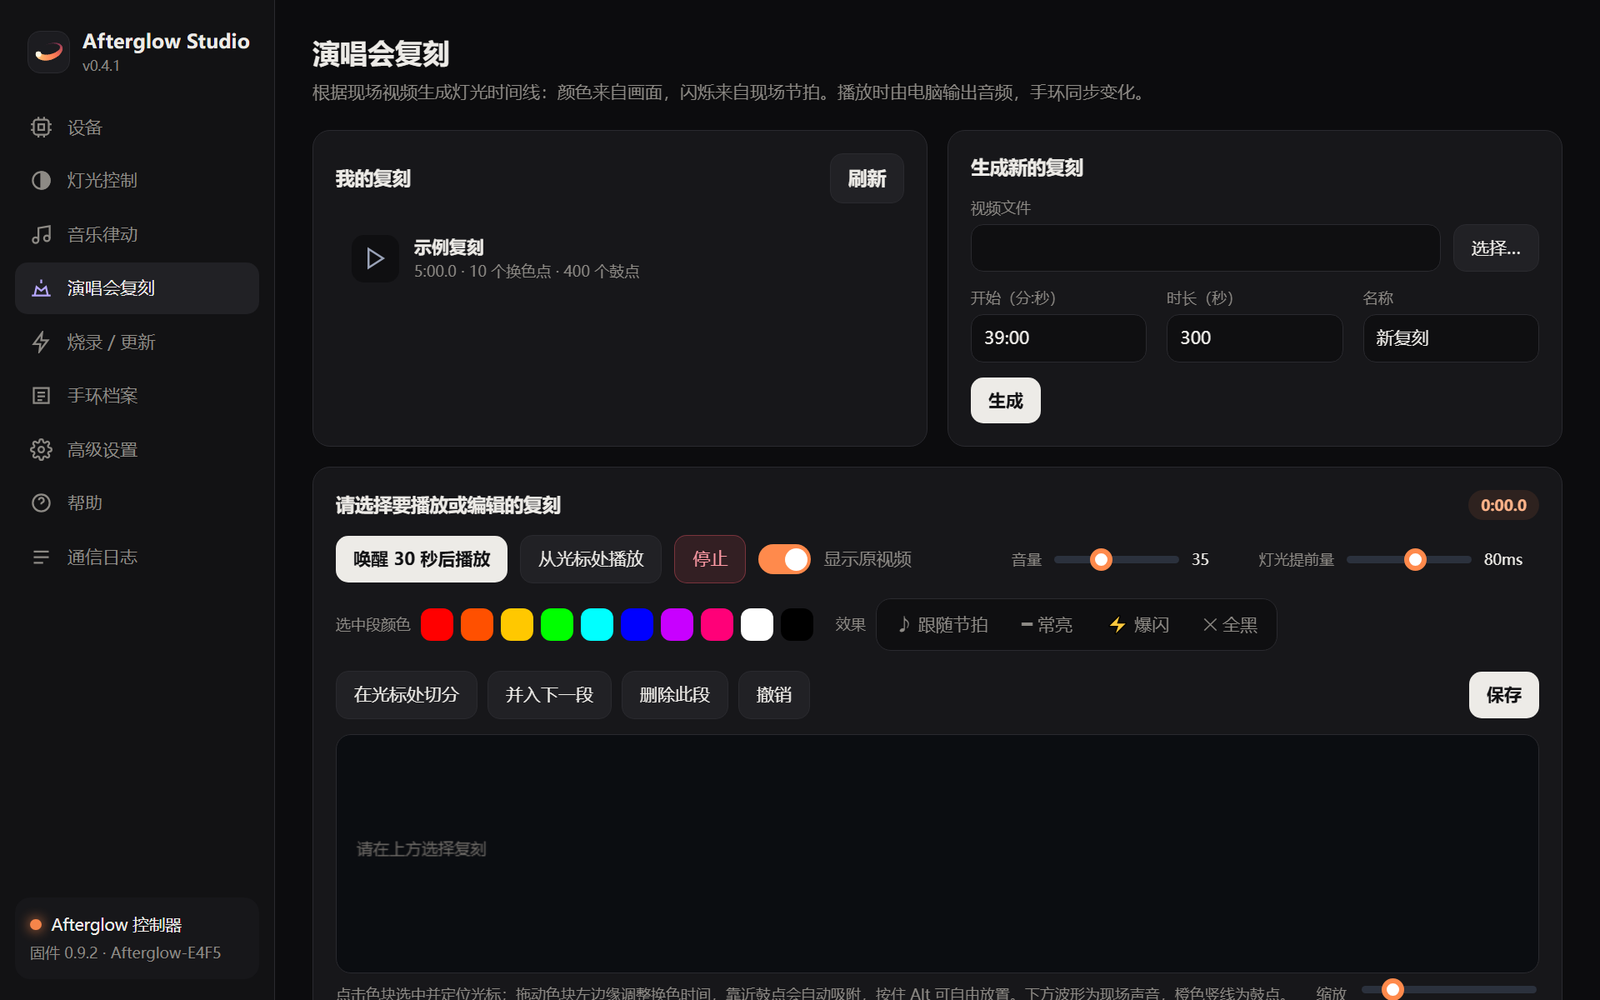 Afterglow Studio
v0.4.1
设备
灯光控制
音乐律动
演唱会复刻
烧录 / 更新
手环档案
高级设置
帮助
通信日志
Afterglow 控制器
固件 0.9.2 · Afterglow-E4F5
演唱会复刻
根据现场视频生成灯光时间线：颜色来自画面，闪烁来自现场节拍。播放时由电脑输出音频，手环同步变化。
我的复刻
刷新
示例复刻
5:00.0 · 10 个换色点 · 400 个鼓点
生成新的复刻
视频文件
选择...
开始（分:秒） 时长（秒） 名称
39:00 300 新复刻
生成
请选择要播放或编辑的复刻
0:00.0
唤醒 30 秒后播放 从光标处播放 停止 显示原视频 音量 35 灯光提前量 80ms
选中段颜色 效果 ♪ 跟随节拍 ━ 常亮 ⚡ 爆闪 ✕ 全黑
在光标处切分 并入下一段 删除此段 撤销 保存
请在上方选择复刻
点击色块选中并定位光标；拖动色块左边缘调整换色时间，靠近鼓点会自动吸附，按住 Alt 可自由放置。下方波形为现场声音，橙色竖线为鼓点。 缩放